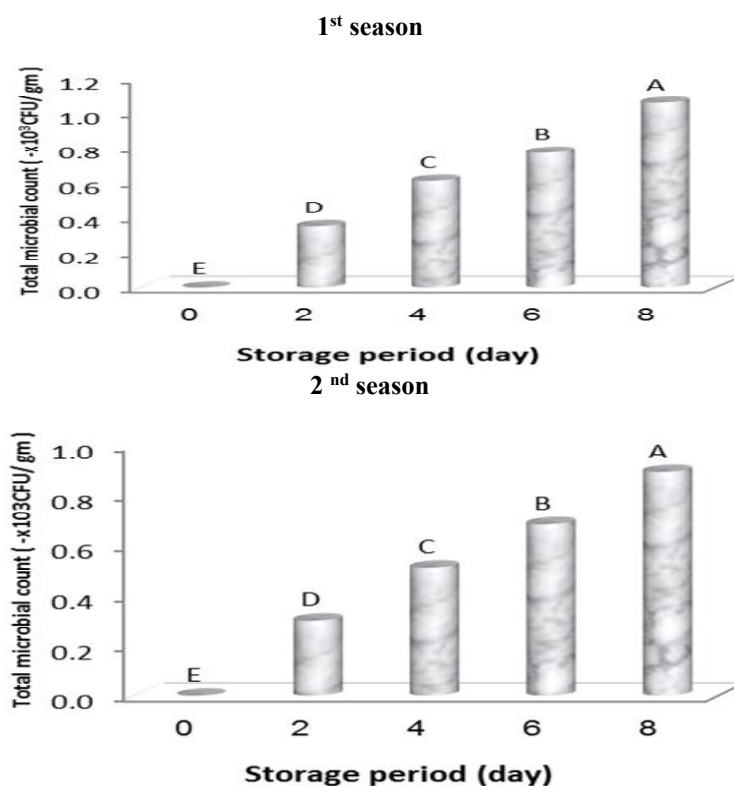 1st season
Total microbial count ( -x10³CFU/gm )
1.2
1.0
0.8
0.6
0.4
0.2
0.0
E
D
C
B
A
0 2 4 6 8
Storage period (day)
2 nd season
Total microbial count ( -x103CFU/gm )
1.0
0.8
0.6
0.4
0.2
0.0
E
D
C
B
A
0 2 4 6 8
Storage period (day)